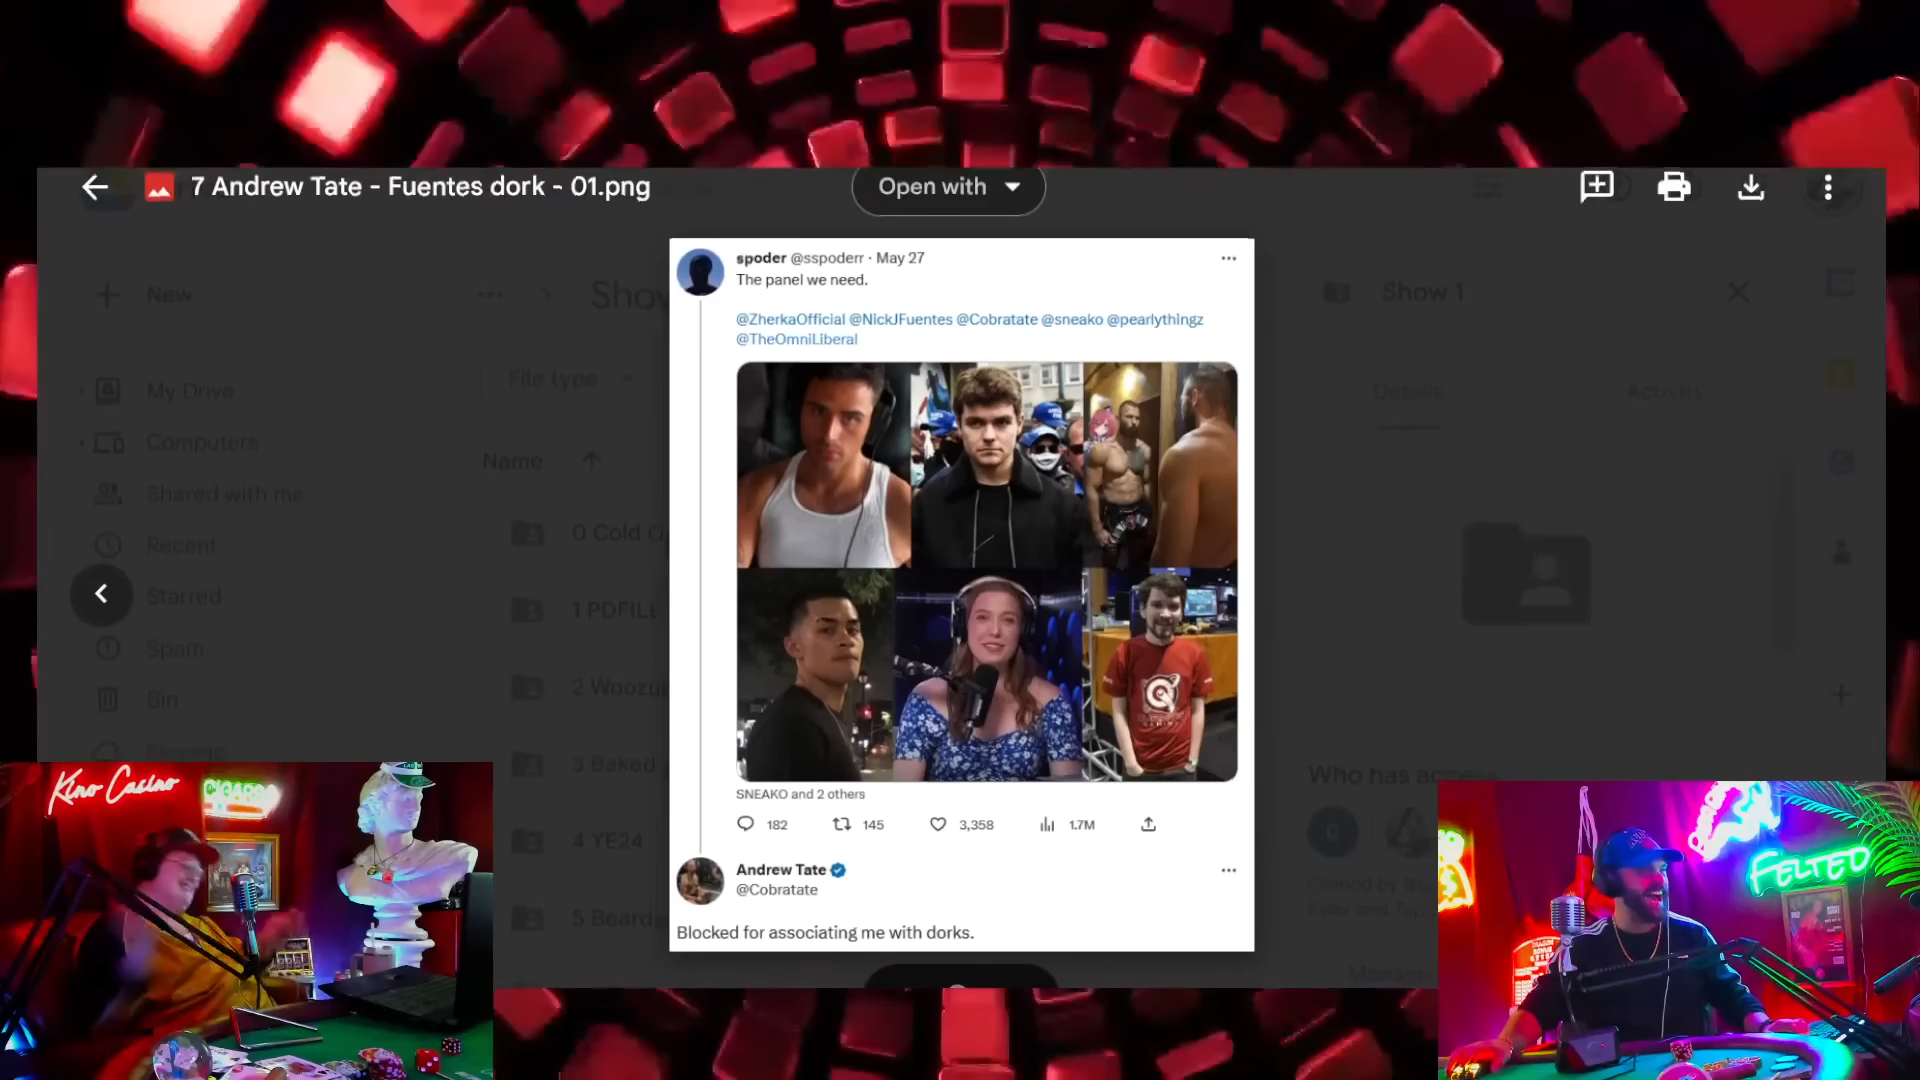 7 Andrew Tate - Fuentes dork - 01.png
Open with
New
Show 1
My Drive
File type
Details
Activity
Computers
Name
Shared with me
Recent
0 Cold
Starred
1 PDFILE
Spam
2 Woozu
Bin
3 Baked
Who has
4 YE24
5 Bearde
spoder @sspoderr · May 27
The panel we need.
@ZherkaOfficial @NickJFuentes @Cobratate @sneako @pearlythingz
@TheOmniLiberal
SNEAKO and 2 others
182 145 3,358 1.7M
Andrew Tate
@Cobratate
Blocked for associating me with dorks.
Kino Casino
FELTED